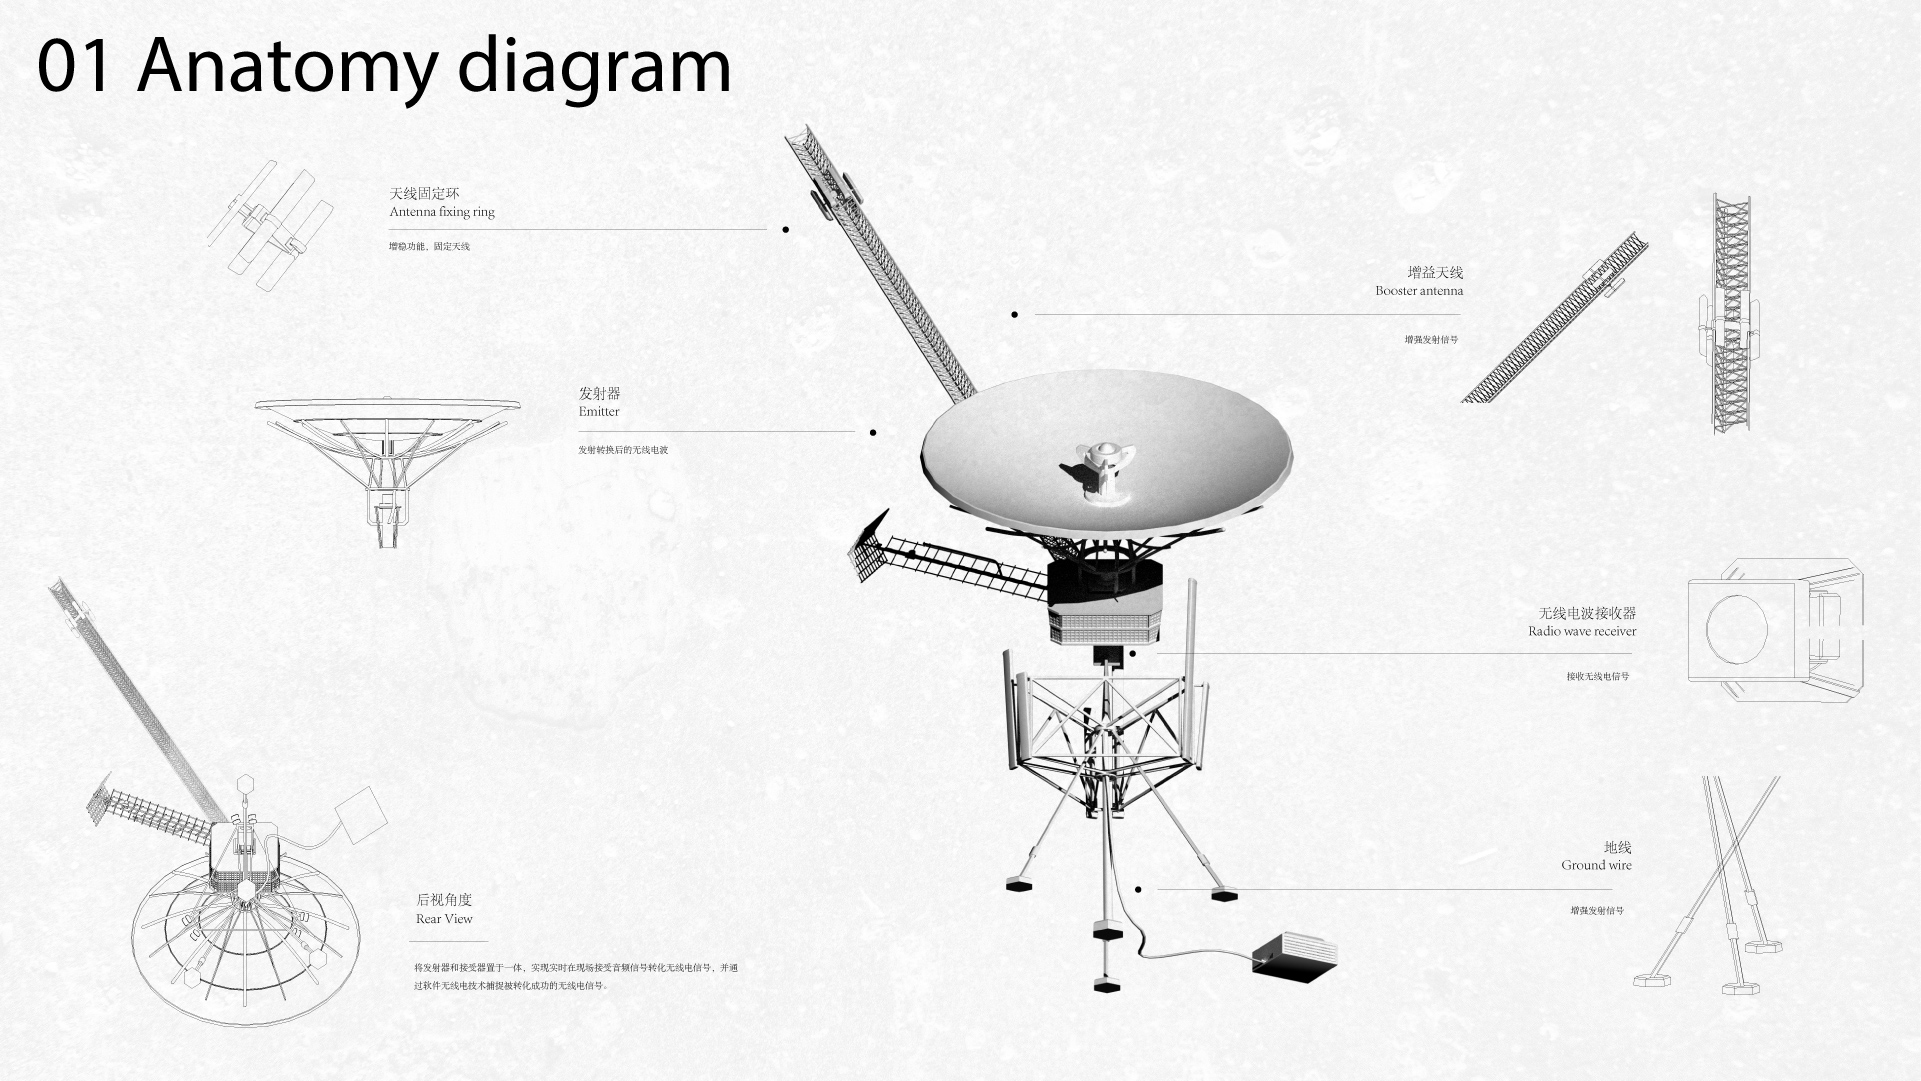 01 Anatomy diagram
天线固定环
Antenna fixing ring
增稳功能，固定天线
增益天线
Booster antenna
增强发射信号
发射器
Emitter
发射转换后的无线电波
无线电波接收器
Radio wave receiver
接收无线电信号
地线
Ground wire
增强发射信号
后视角度
Rear View
将发射器和接受器置于一体，实现实时在现场接受音频信号转化无线电信号，并通
过软件无线电技术捕捉被转化成功的无线电信号。